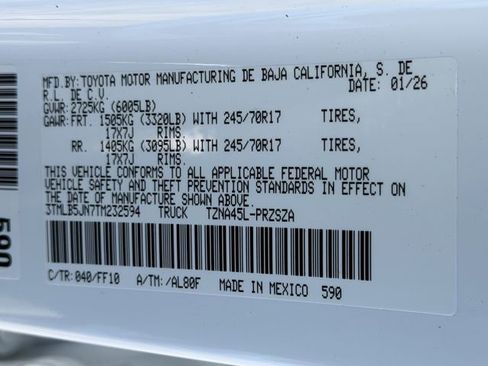 MFD.BY:TOYOTA MOTOR MANUFACTURING DE BAJA CALIFORNIA, S. DE
R.L. DE C.V. DATE: 01/26
GVWR: 2725KG (6005LB)
GAWR:FRT. 1505KG (3320LB) WITH 245/70R17 TIRES,
17X7J RIMS.
RR. 1405KG (3095LB) WITH 245/70R17 TIRES,
17X7J RIMS.
THIS VEHICLE CONFORMS TO ALL APPLICABLE FEDERAL MOTOR
VEHICLE SAFETY AND THEFT PREVENTION STANDARDS IN EFFECT ON
THE DATE OF MANUFACTURE SHOWN ABOVE.
3TMLB5JN7TM232594 TRUCK TZNA45L-PRZSZA
C/TR: 040/FF10 A/TM: /AL80F MADE IN MEXICO 590
590